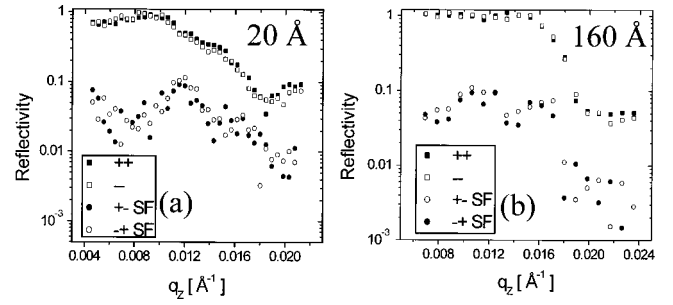 1
0.1
0.01
10⁻³
Reflectivity
20 Å
++
–
+- SF
-+ SF
(a)
0.004 0.008 0.012 0.016 0.020
q_z [Å⁻¹]
1
0.1
0.01
10⁻³
Reflectivity
160 Å
++
–
+- SF
-+ SF
(b)
0.008 0.012 0.016 0.020 0.024
q_z [Å⁻¹]